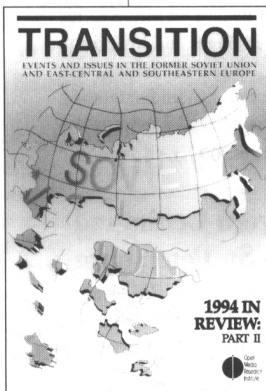 TRANSITION
EVENTS AND ISSUES IN THE FORMER SOVIET UNION
AND EAST-CENTRAL AND SOUTHEASTERN EUROPE
SOVIET
1994 IN
REVIEW:
PART II
Open
Media
Research
Institute